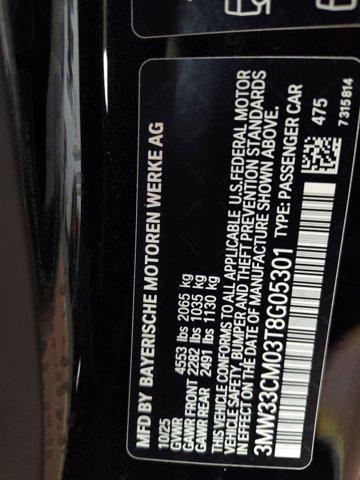 MFD BY BAYERISCHE MOTOREN WERKE AG
10/25
GVWR 4553 lbs 2065 kg
GAWR FRONT 2282 lbs 1035 kg
GAWR REAR 2491 lbs 1130 kg
THIS VEHICLE CONFORMS TO ALL APPLICABLE U.S. FEDERAL MOTOR
VEHICLE SAFETY, BUMPER AND THEFT PREVENTION STANDARDS
IN EFFECT ON THE DATE OF MANUFACTURE SHOWN ABOVE.
3MW33CM03T8G05301 TYPE: PASSENGER CAR
475
7315814